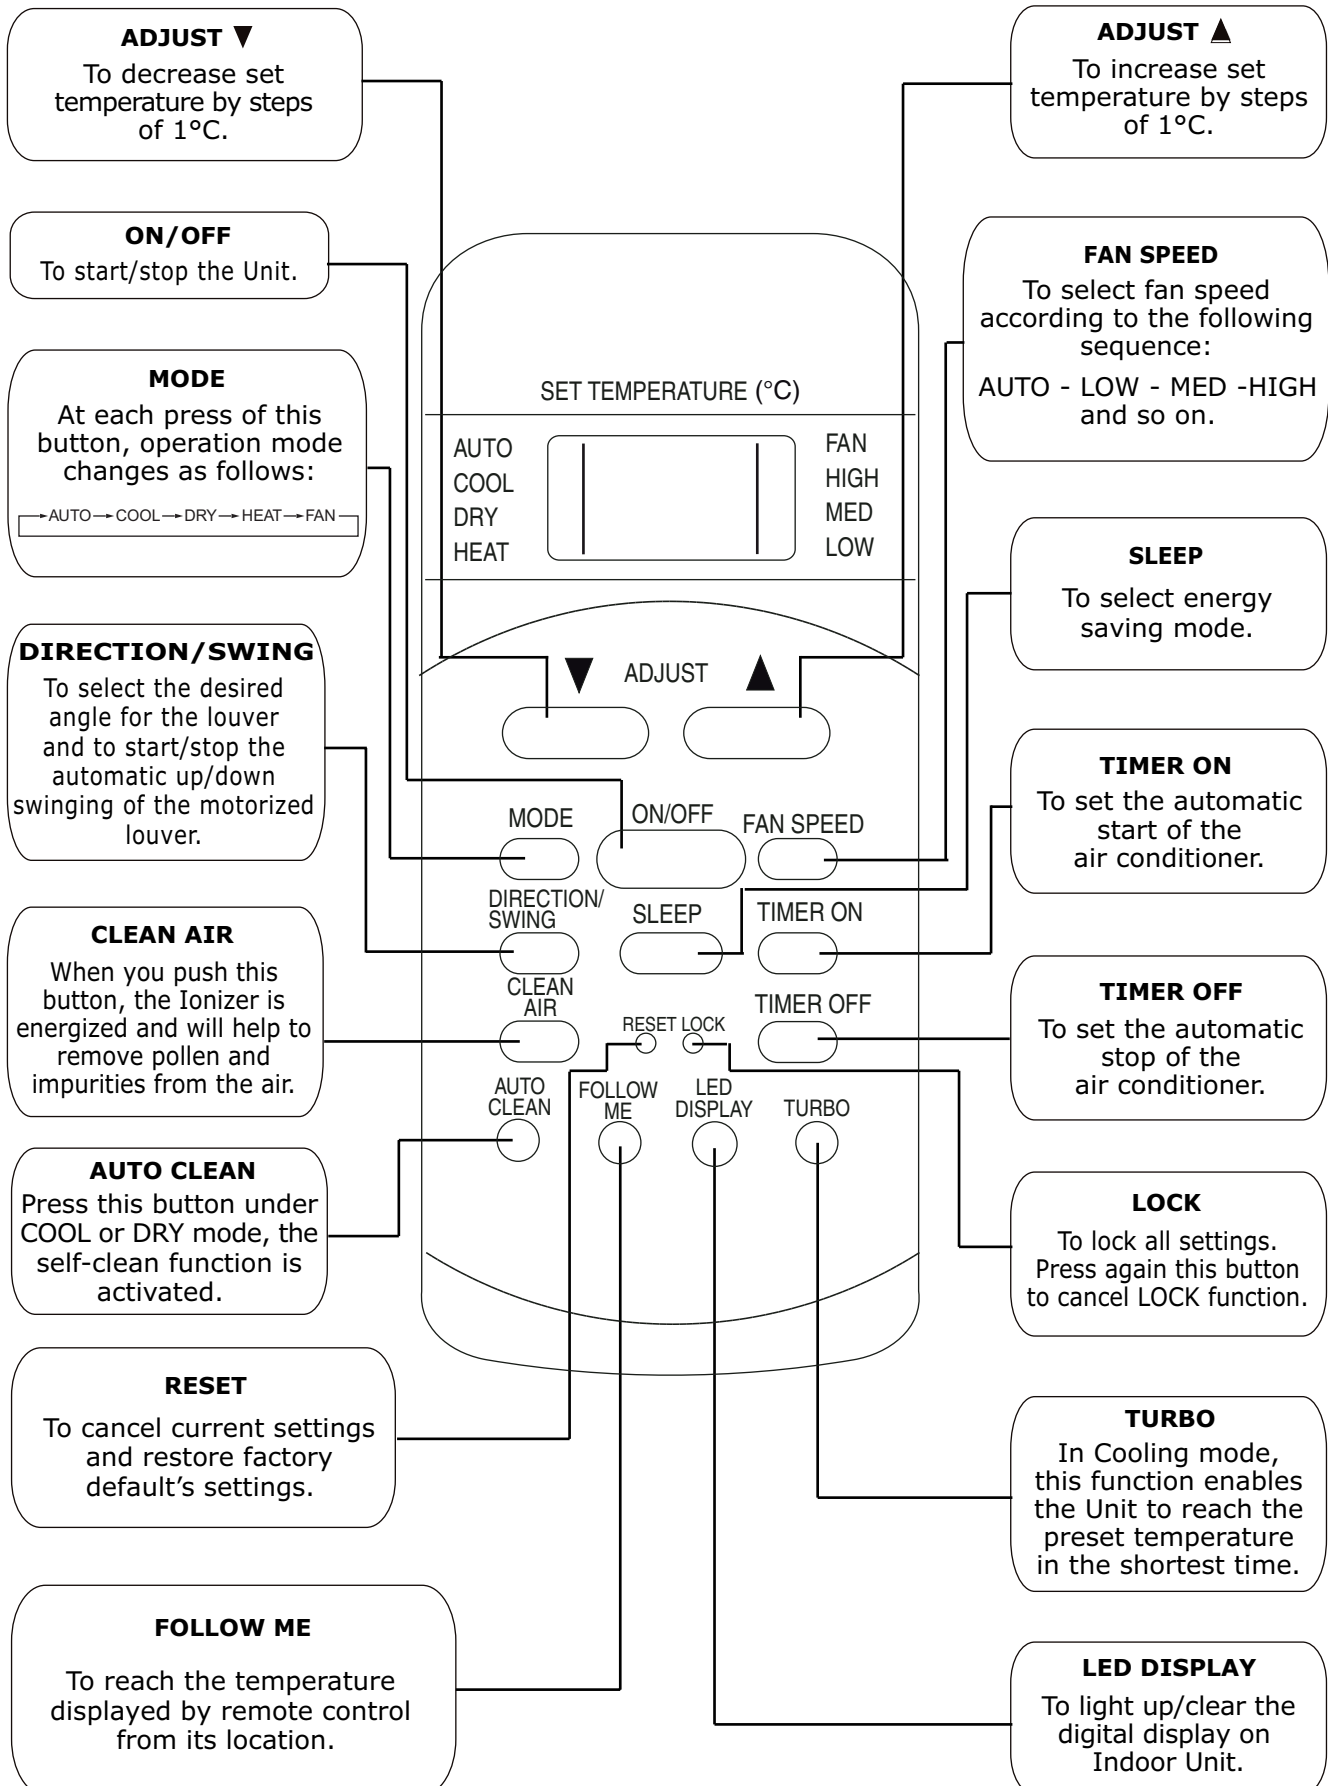 ADJUST ▼
To decrease set
temperature by steps
of 1°C.
ADJUST ▲
To increase set
temperature by steps
of 1°C.
ON/OFF
To start/stop the Unit.
FAN SPEED
To select fan speed
according to the following
sequence:
AUTO - LOW - MED -HIGH
and so on.
MODE
At each press of this
button, operation mode
changes as follows:
AUTO→COOL→DRY→HEAT→FAN
SLEEP
To select energy
saving mode.
DIRECTION/SWING
To select the desired
angle for the louver
and to start/stop the
automatic up/down
swinging of the motorized
louver.
TIMER ON
To set the automatic
start of the
air conditioner.
CLEAN AIR
When you push this
button, the Ionizer is
energized and will help to
remove pollen and
impurities from the air.
TIMER OFF
To set the automatic
stop of the
air conditioner.
AUTO CLEAN
Press this button under
COOL or DRY mode, the
self-clean function is
activated.
LOCK
To lock all settings.
Press again this button
to cancel LOCK function.
RESET
To cancel current settings
and restore factory
default’s settings.
TURBO
In Cooling mode,
this function enables
the Unit to reach the
preset temperature
in the shortest time.
FOLLOW ME
To reach the temperature
displayed by remote control
from its location.
LED DISPLAY
To light up/clear the
digital display on
Indoor Unit.
SET TEMPERATURE (°C)
AUTO
COOL
DRY
HEAT
FAN
HIGH
MED
LOW
▼ ADJUST ▲
MODE
ON/OFF
FAN SPEED
DIRECTION/
SWING
SLEEP
TIMER ON
CLEAN
AIR
RESET LOCK
TIMER OFF
AUTO
CLEAN
FOLLOW
ME
LED
DISPLAY
TURBO